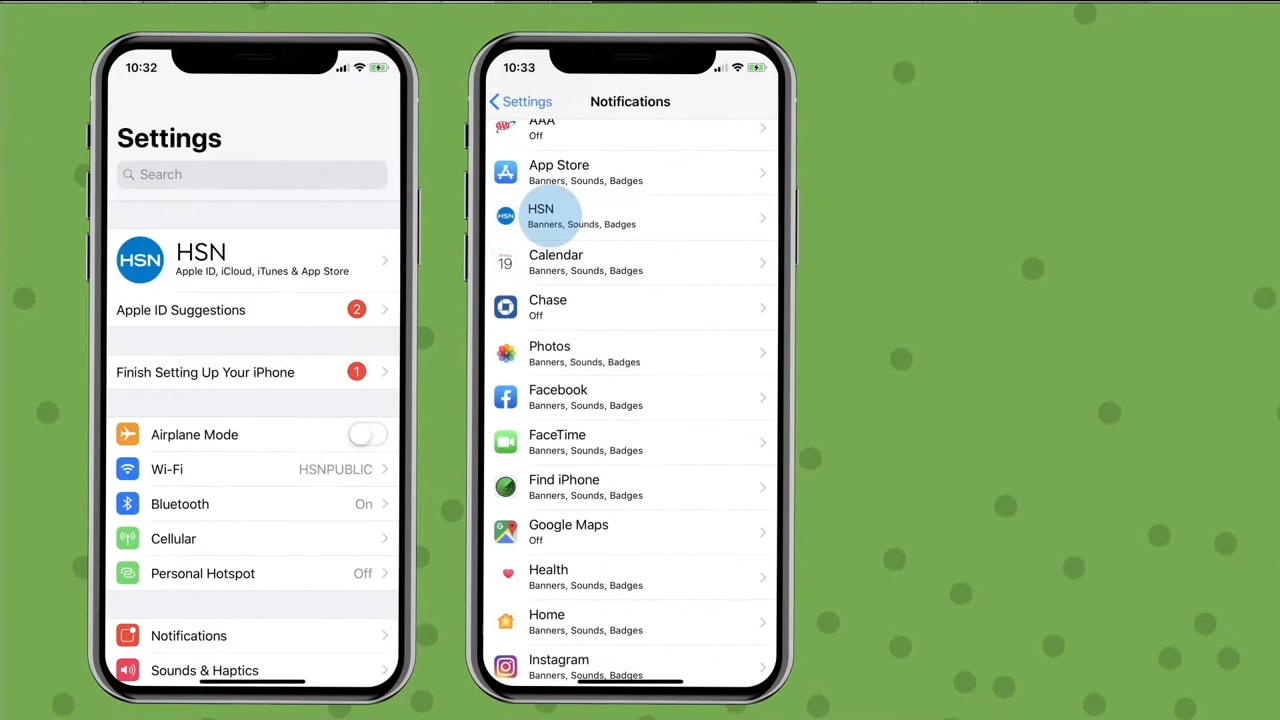 10:32
Settings
Search
HSN
HSN
Apple ID, iCloud, iTunes & App Store
Apple ID Suggestions 2
Finish Setting Up Your iPhone 1
Airplane Mode
Wi-Fi HSNPUBLIC
Bluetooth On
Cellular
Personal Hotspot Off
Notifications
Sounds & Haptics
10:33
Settings Notifications
AAA
Off
App Store
Banners, Sounds, Badges
HSN
HSN
Banners, Sounds, Badges
19
Calendar
Banners, Sounds, Badges
Chase
Off
Photos
Banners, Sounds, Badges
Facebook
Banners, Sounds, Badges
FaceTime
Banners, Sounds, Badges
Find iPhone
Banners, Sounds, Badges
Google Maps
Off
Health
Banners, Sounds, Badges
Home
Banners, Sounds, Badges
Instagram
Banners, Sounds, Badges